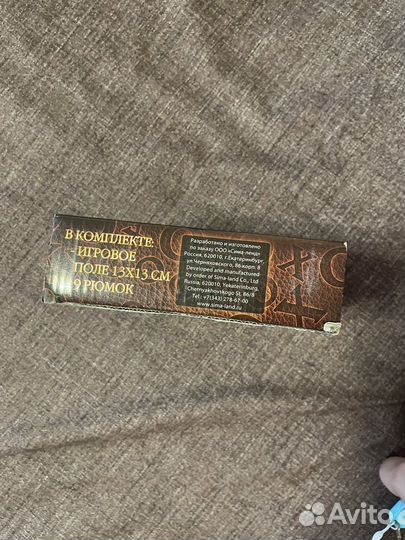 В КОМПЛЕКТЕ:
- ИГРОВОЕ
ПОЛЕ 13Х13 СМ
9 РЮМОК
Разработано и изготовлено
по заказу ООО «Сима-ленд»
Россия, 620010, г.Екатеринбург,
ул.Черняховского, 86 корп. 8
Developed and manufactured
by order of Sima-land Co., Ltd
Russia, 620010, Yekaterinburg,
Chernyakhovskogo St. 86/8
Tel.: +7(343) 278-67-00
www.sima-land.ru
Avito